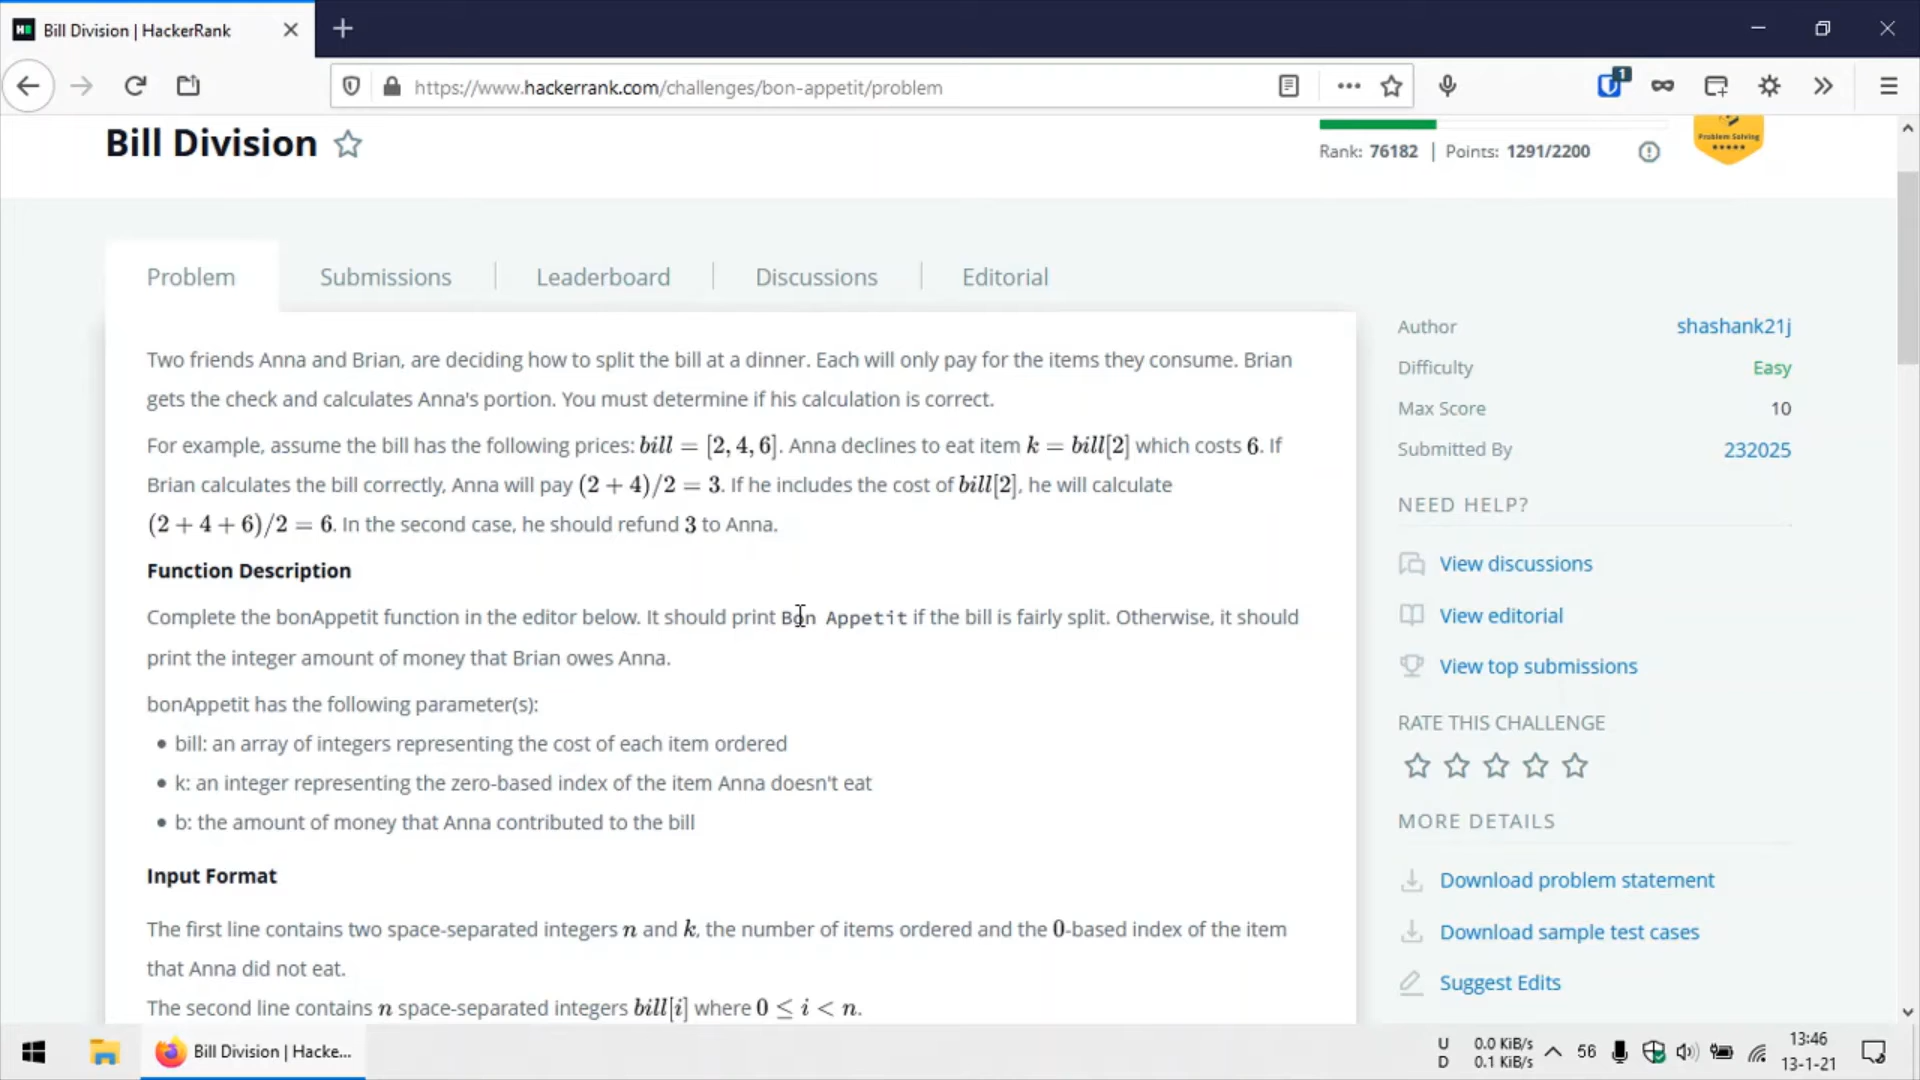 Bill Division | HackerRank
https://www.hackerrank.com/challenges/bon-appetit/problem
1
Bill Division
Rank: 76182 | Points: 1291/2200
Problem Solving
Problem
Submissions
Leaderboard
Discussions
Editorial
Two friends Anna and Brian, are deciding how to split the bill at a dinner. Each will only pay for the items they consume. Brian
gets the check and calculates Anna's portion. You must determine if his calculation is correct.
For example, assume the bill has the following prices: bill = [2, 4, 6]. Anna declines to eat item k = bill[2] which costs 6. If
Brian calculates the bill correctly, Anna will pay (2 + 4)/2 = 3. If he includes the cost of bill[2], he will calculate
(2 + 4 + 6)/2 = 6. In the second case, he should refund 3 to Anna.
Function Description
Complete the bonAppetit function in the editor below. It should print Bon Appetit if the bill is fairly split. Otherwise, it should
print the integer amount of money that Brian owes Anna.
bonAppetit has the following parameter(s):
• bill: an array of integers representing the cost of each item ordered
• k: an integer representing the zero-based index of the item Anna doesn't eat
• b: the amount of money that Anna contributed to the bill
Input Format
The first line contains two space-separated integers n and k, the number of items ordered and the 0-based index of the item
that Anna did not eat.
The second line contains n space-separated integers bill[i] where 0 ≤ i < n.
Author shashank21j
Difficulty Easy
Max Score 10
Submitted By 232025
NEED HELP?
View discussions
View editorial
View top submissions
RATE THIS CHALLENGE
MORE DETAILS
Download problem statement
Download sample test cases
Suggest Edits
Bill Division | Hacke...
U 0.0 KiB/s
D 0.1 KiB/s
56
13:46
13-1-21